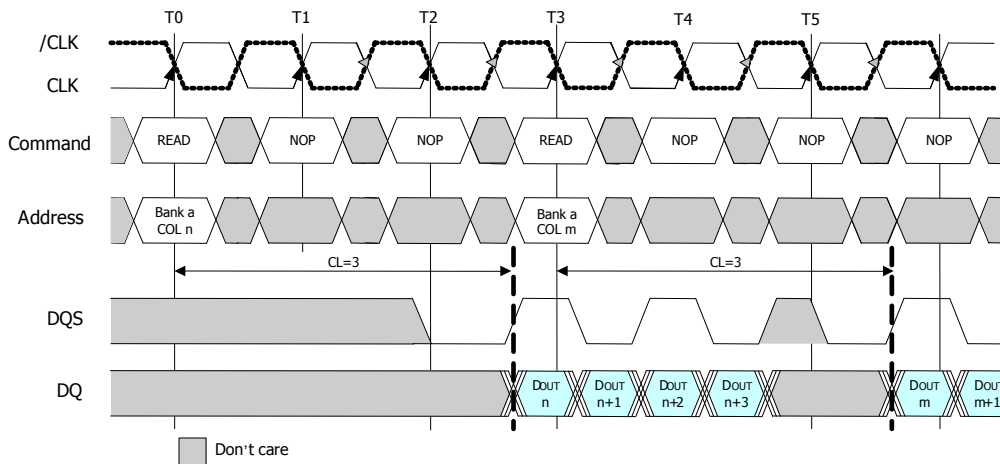 T0 T1 T2 T3 T4 T5
/CLK
CLK
Command READ NOP NOP READ NOP NOP NOP
Address Bank a Bank a
COL n COL m
CL=3 CL=3
DQS
DQ DOUT DOUT DOUT DOUT DOUT DOUT
n n+1 n+2 n+3 m m+1
Don't care